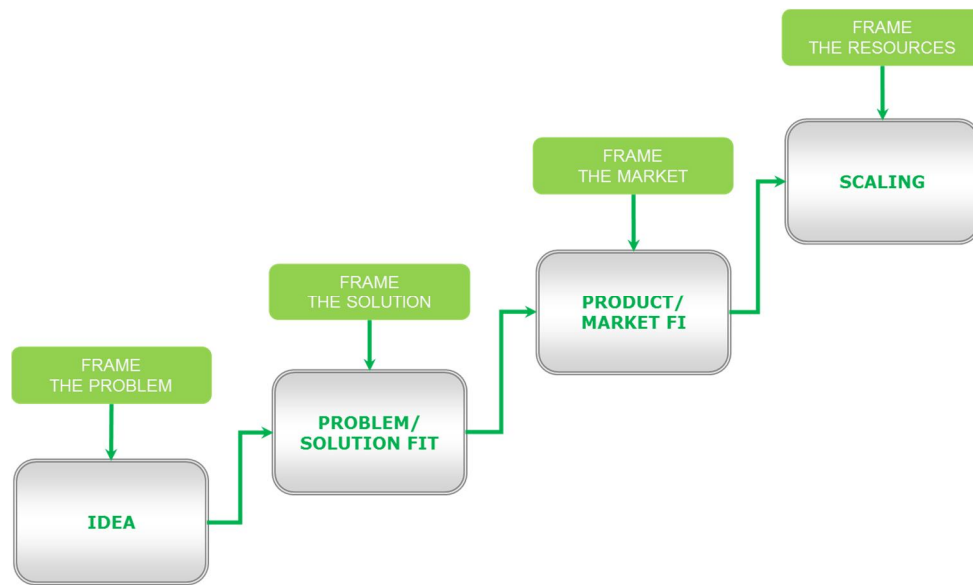 FRAME
THE RESOURCES
SCALING
FRAME
THE MARKET
PRODUCT/
MARKET FI
FRAME
THE SOLUTION
PROBLEM/
SOLUTION FIT
FRAME
THE PROBLEM
IDEA